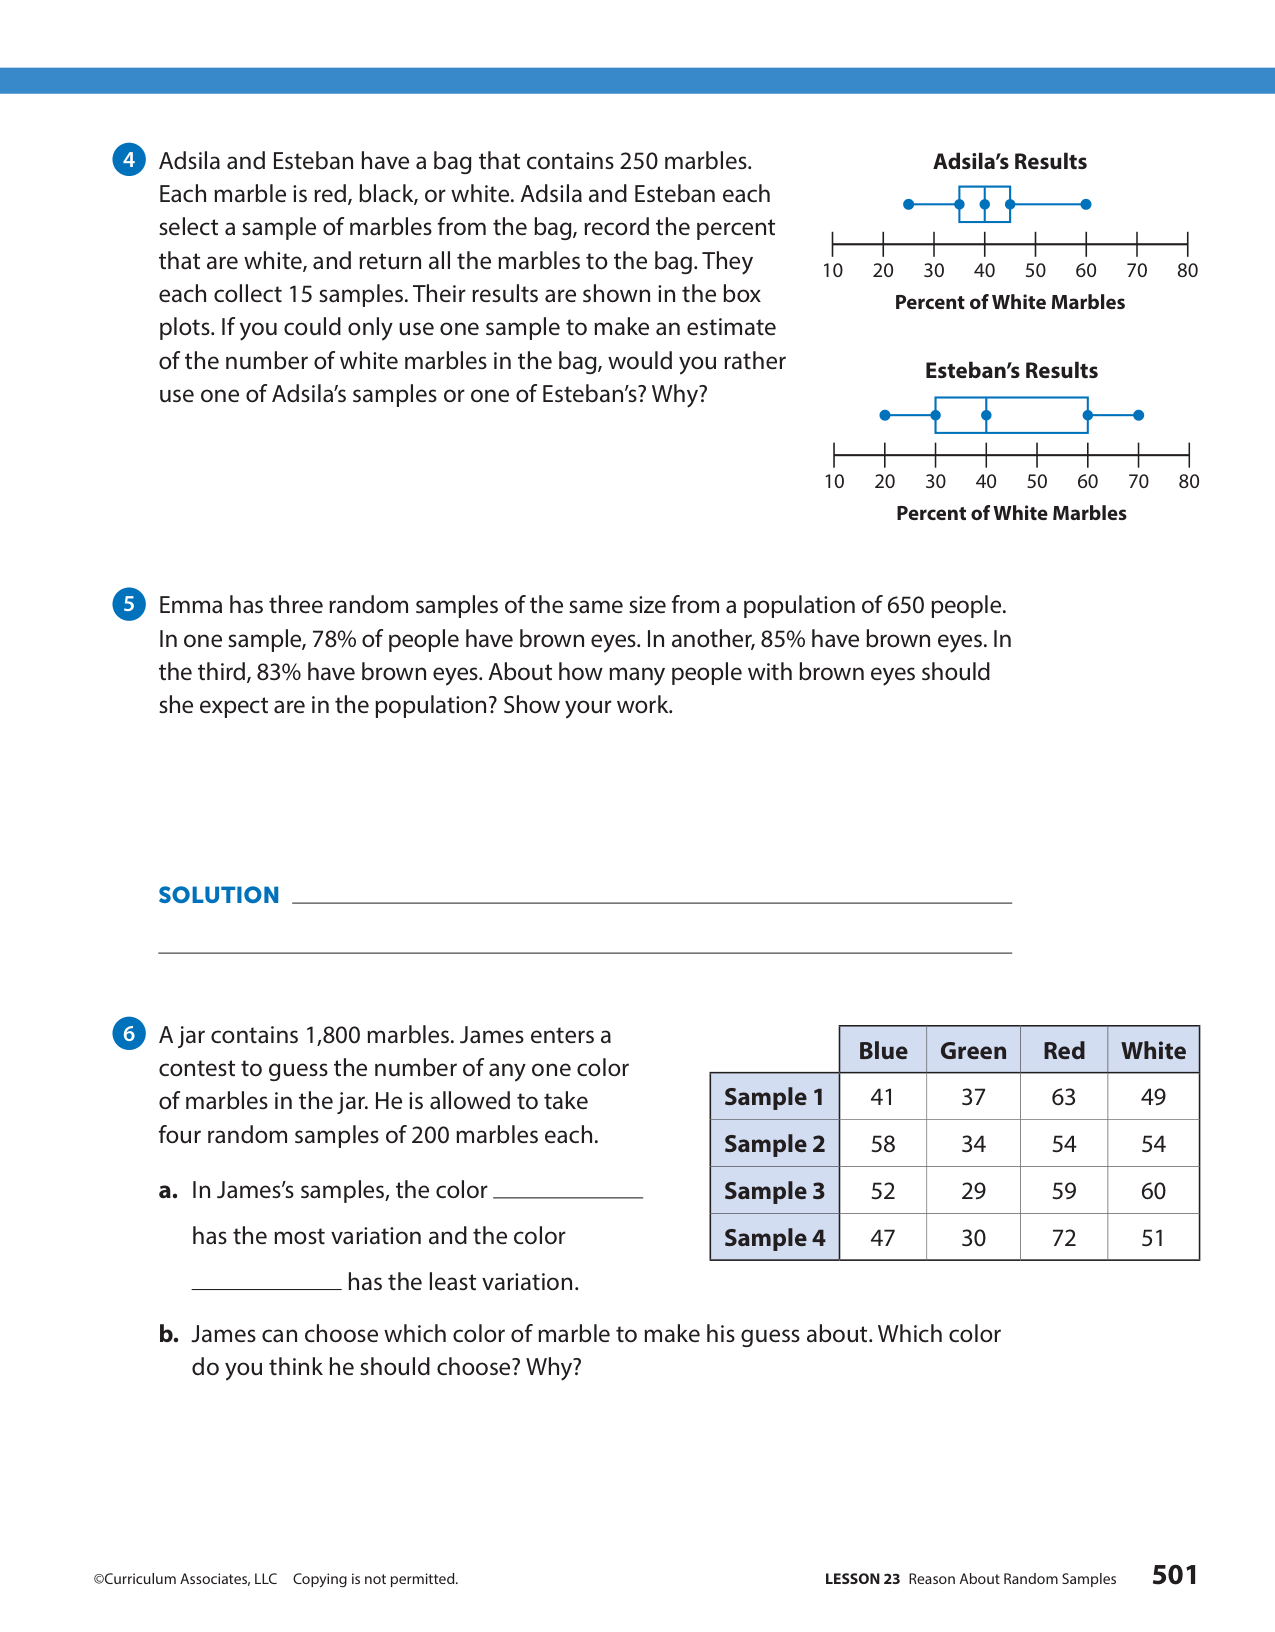 4 Adsila and Esteban have a bag that contains 250 marbles.
Each marble is red, black, or white. Adsila and Esteban each
select a sample of marbles from the bag, record the percent
that are white, and return all the marbles to the bag. They
each collect 15 samples. Their results are shown in the box
plots. If you could only use one sample to make an estimate
of the number of white marbles in the bag, would you rather
use one of Adsila's samples or one of Esteban's? Why?
Adsila's Results
10 20 30 40 50 60 70 80
Percent of White Marbles
Esteban's Results
10 20 30 40 50 60 70 80
Percent of White Marbles
5 Emma has three random samples of the same size from a population of 650 people.
In one sample, 78% of people have brown eyes. In another, 85% have brown eyes. In
the third, 83% have brown eyes. About how many people with brown eyes should
she expect are in the population? Show your work.
SOLUTION
6 A jar contains 1,800 marbles. James enters a
contest to guess the number of any one color
of marbles in the jar. He is allowed to take
four random samples of 200 marbles each.
a. In James's samples, the color
has the most variation and the color
has the least variation.
Blue Green Red White
Sample 1 41 37 63 49
Sample 2 58 34 54 54
Sample 3 52 29 59 60
Sample 4 47 30 72 51
b. James can choose which color of marble to make his guess about. Which color
do you think he should choose? Why?
©Curriculum Associates, LLC Copying is not permitted.
LESSON 23 Reason About Random Samples 501